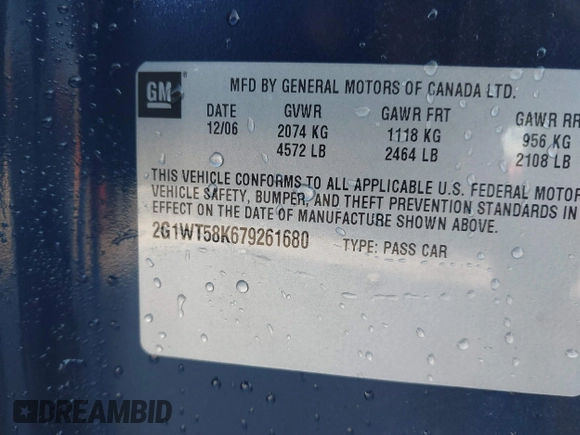 GM
MFD BY GENERAL MOTORS OF CANADA LTD.
DATE GVWR GAWR FRT GAWR RR
12/06 2074 KG 1118 KG 956 KG
4572 LB 2464 LB 2108 LB
THIS VEHICLE CONFORMS TO ALL APPLICABLE U.S. FEDERAL MOTOR
VEHICLE SAFETY, BUMPER, AND THEFT PREVENTION STANDARDS IN
EFFECT ON THE DATE OF MANUFACTURE SHOWN ABOVE.
2G1WT58K679261680 TYPE: PASS CAR
DREAMBID